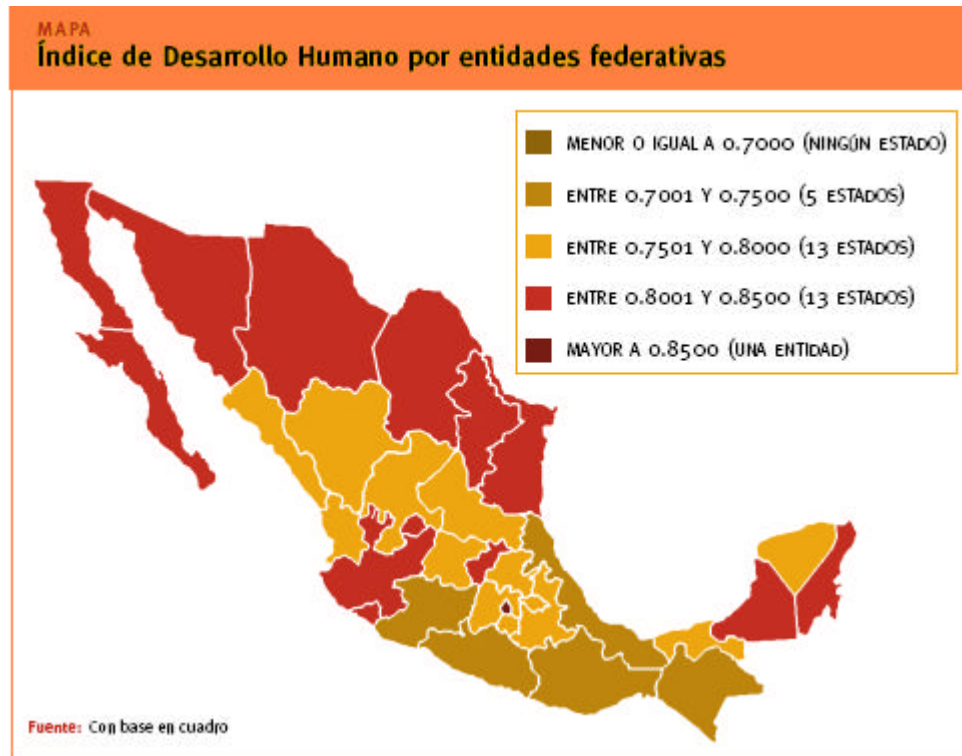 MAPA
Índice de Desarrollo Humano por entidades federativas
MENOR O IGUAL A 0.7000 (NINGÚN ESTADO)
ENTRE 0.7001 Y 0.7500 (5 ESTADOS)
ENTRE 0.7501 Y 0.8000 (13 ESTADOS)
ENTRE 0.8001 Y 0.8500 (13 ESTADOS)
MAYOR A 0.8500 (UNA ENTIDAD)
Fuente: Con base en cuadro